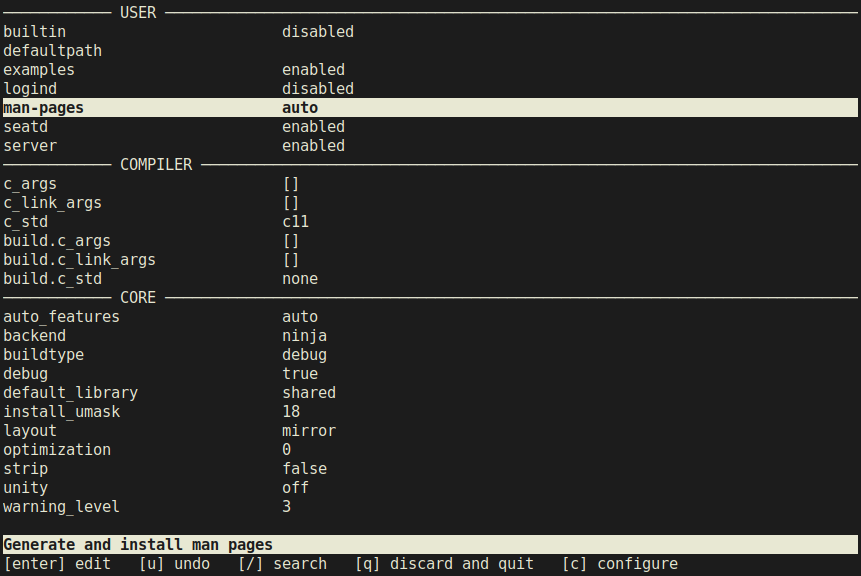 USER
builtin disabled
defaultpath
examples enabled
logind disabled
man-pages auto
seatd enabled
server enabled
COMPILER
c_args []
c_link_args []
c_std c11
build.c_args []
build.c_link_args []
build.c_std none
CORE
auto_features auto
backend ninja
buildtype debug
debug true
default_library shared
install_umask 18
layout mirror
optimization 0
strip false
unity off
warning_level 3
Generate and install man pages
[enter] edit [u] undo [/] search [q] discard and quit [c] configure